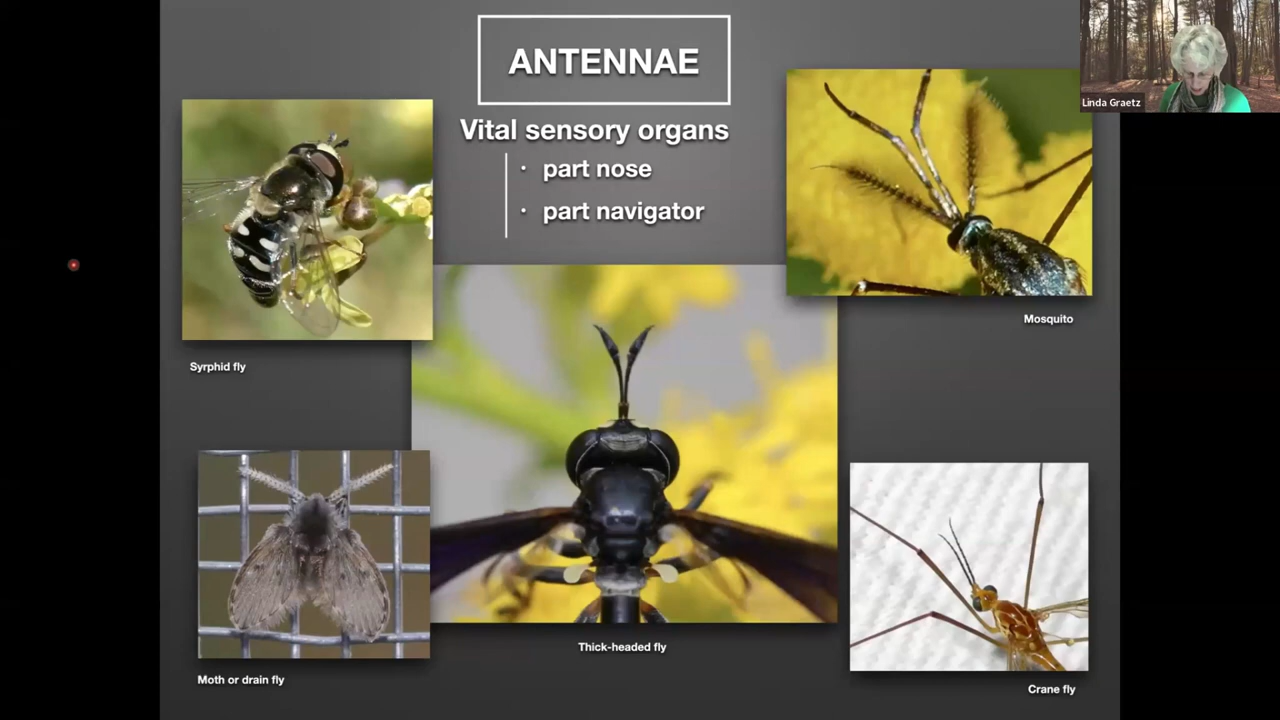 ANTENNAE
Vital sensory organs
· part nose
· part navigator
Linda Graetz
Syrphid fly
Mosquito
Moth or drain fly
Thick-headed fly
Crane fly